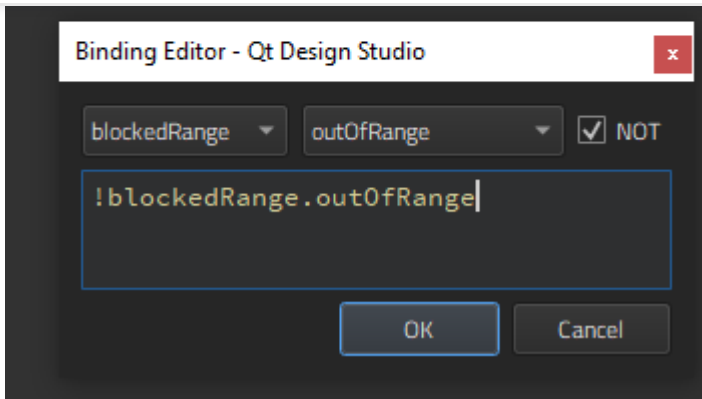 Binding Editor - Qt Design Studio
x
blockedRange outOfRange NOT
!blockedRange.outOfRange
OK Cancel